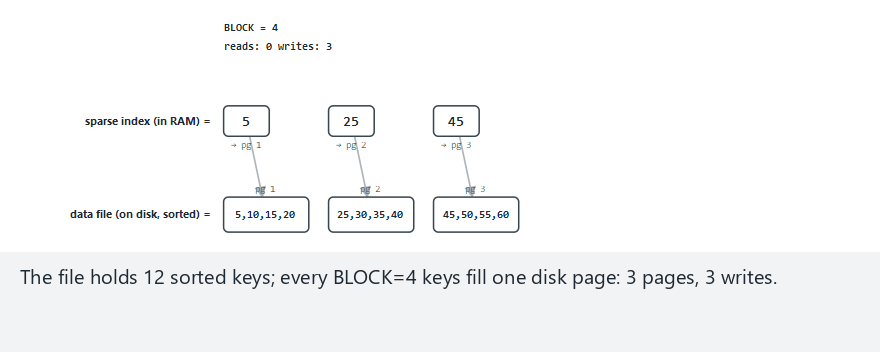 BLOCK = 4
reads: 0 writes: 3
sparse index (in RAM) = 5 25 45
→ pg 1 → pg 2 → pg 3
pg 1 pg 2 pg 3
data file (on disk, sorted) = 5,10,15,20 25,30,35,40 45,50,55,60
The file holds 12 sorted keys; every BLOCK=4 keys fill one disk page: 3 pages, 3 writes.